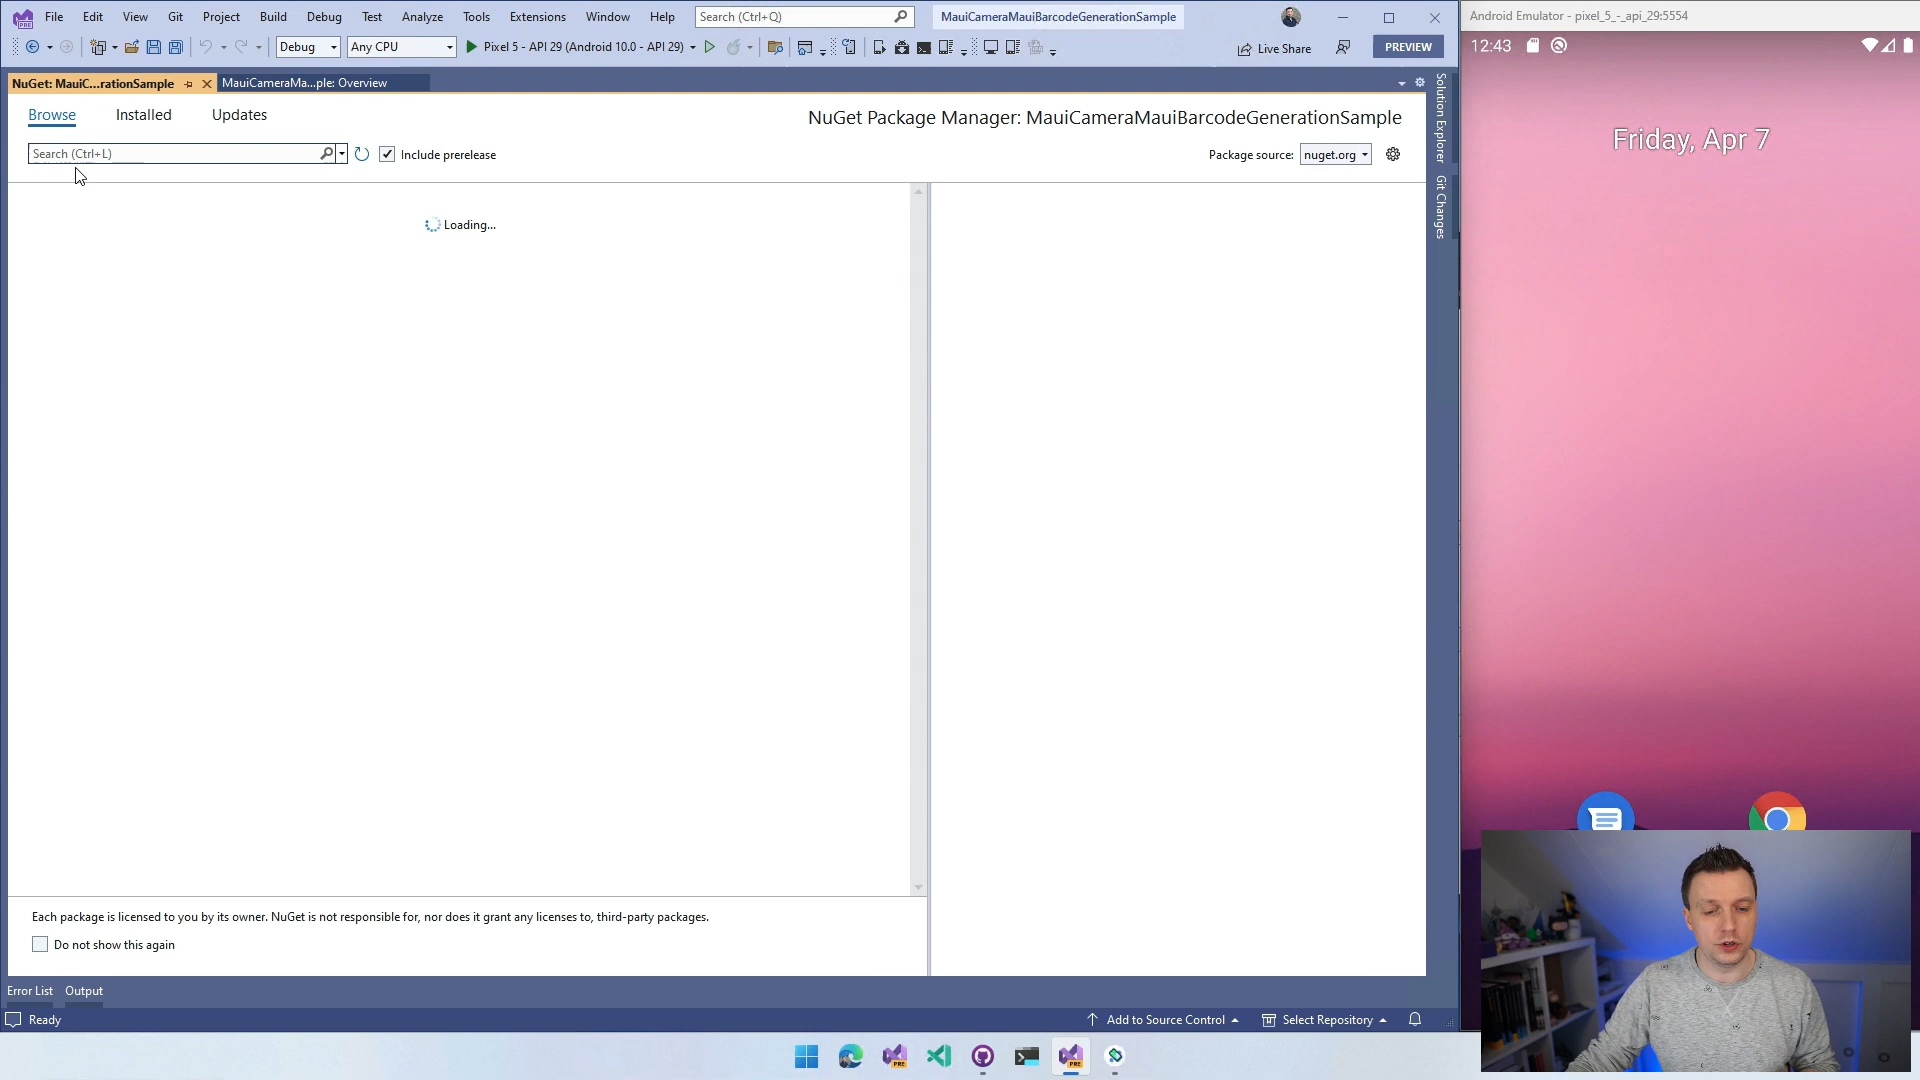 File Edit View Git Project Build Debug Test Analyze Tools Extensions Window Help Search (Ctrl+Q) MauiCameraMauiBarcodeGenerationSample
Android Emulator - pixel_5_-_api_29:5554
Debug Any CPU Pixel 5 - API 29 (Android 10.0 - API 29) Live Share PREVIEW
12:43
NuGet: MauiC...rationSample MauiCameraMa...ple: Overview
Browse Installed Updates NuGet Package Manager: MauiCameraMauiBarcodeGenerationSample
Search (Ctrl+L) Include prerelease Package source: nuget.org
Solution Explorer
Git Changes
Friday, Apr 7
Loading...
Each package is licensed to you by its owner. NuGet is not responsible for, nor does it grant any licenses to, third-party packages.
Do not show this again
Error List Output
Ready Add to Source Control Select Repository
PRE
PRE
PRE